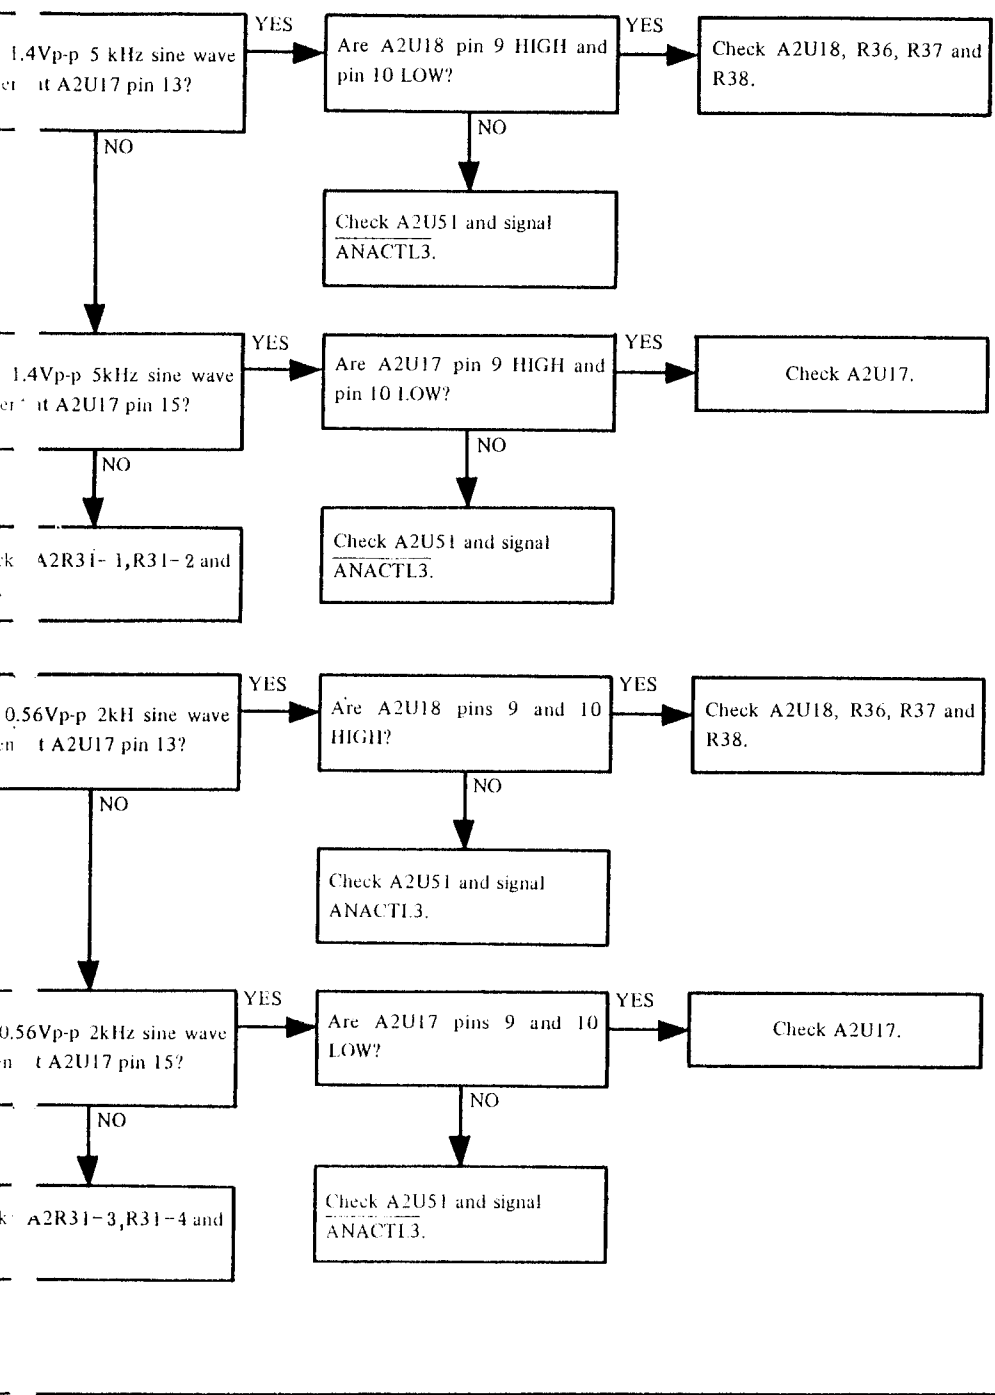 1.4Vp-p 5 kHz sine wave
A2U17 pin 13?
YES
Are A2U18 pin 9 HIGH and
pin 10 LOW?
YES
Check A2U18, R36, R37 and
R38.
NO
NO
Check A2U51 and signal
ANACTL3.
1.4Vp-p 5kHz sine wave
A2U17 pin 15?
YES
Are A2U17 pin 9 HIGH and
pin 10 LOW?
YES
Check A2U17.
NO
NO
A2R31-1,R31-2 and
Check A2U51 and signal
ANACTL3.
0.56Vp-p 2kH sine wave
A2U17 pin 13?
YES
Are A2U18 pins 9 and 10
HIGH?
YES
Check A2U18, R36, R37 and
R38.
NO
NO
Check A2U51 and signal
ANACTL3.
0.56Vp-p 2kHz sine wave
A2U17 pin 15?
YES
Are A2U17 pins 9 and 10
LOW?
YES
Check A2U17.
NO
NO
A2R31-3,R31-4 and
Check A2U51 and signal
ANACTL3.